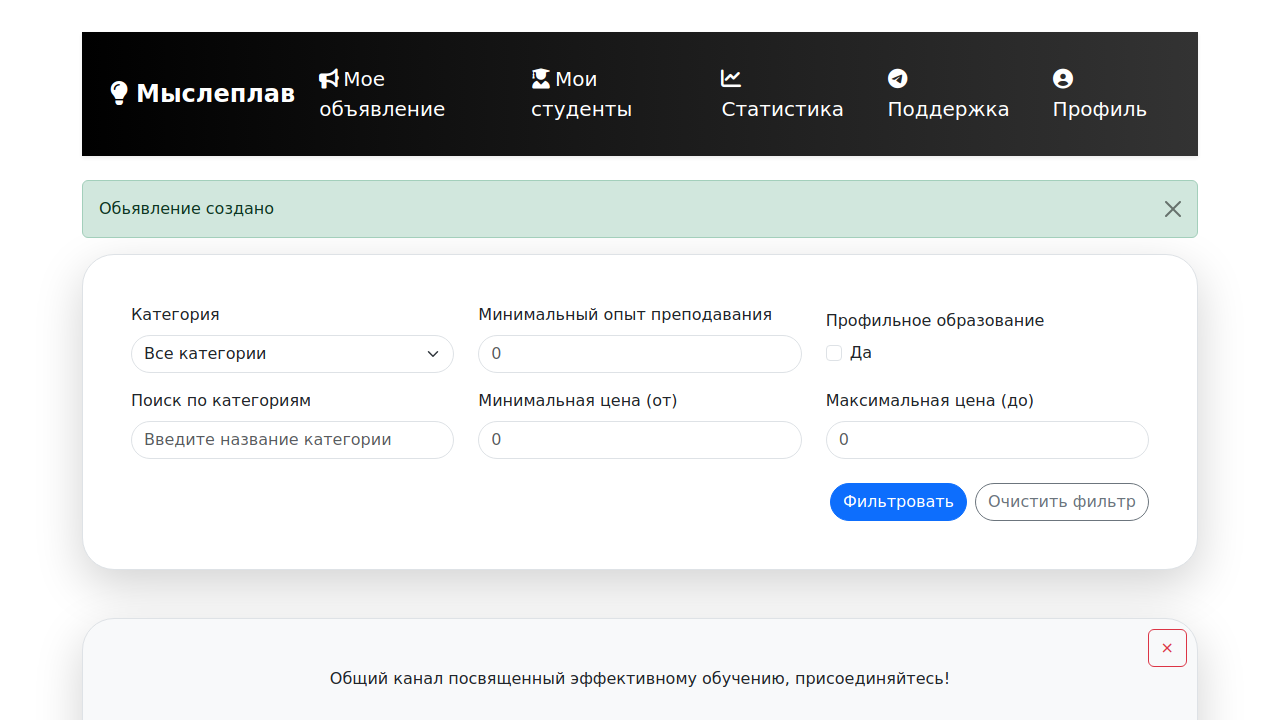 Мыслеплав
Мое
объявление
Мои
студенты
Статистика
Поддержка
Профиль
Обьявление создано
Категория
Минимальный опыт преподавания
Профильное образование
Все категории
0
Да
Поиск по категориям
Минимальная цена (от)
Максимальная цена (до)
Введите название категории
0
0
Фильтровать
Очистить фильтр
×
Общий канал посвященный эффективному обучению, присоединяйтесь!